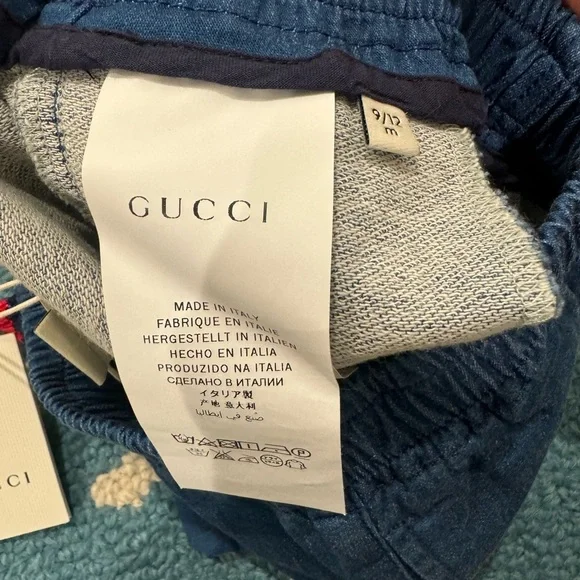 9/12
m
GUCCI
MADE IN ITALY
FABRIQUE EN ITALIE
HERGESTELLT IN ITALIEN
HECHO EN ITALIA
PRODUZIDO NA ITALIA
СДЕЛАНО В ИТАЛИИ
イタリア製
产地 意大利
صنع في ايطاليا
UCCI